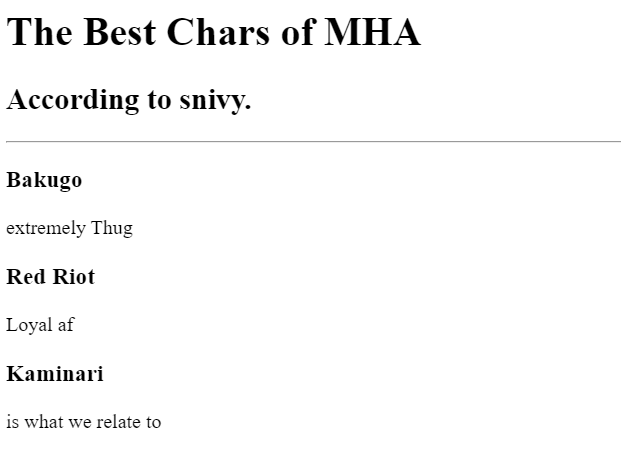 The Best Chars of MHA
According to snivy.
Bakugo
extremely Thug
Red Riot
Loyal af
Kaminari
is what we relate to